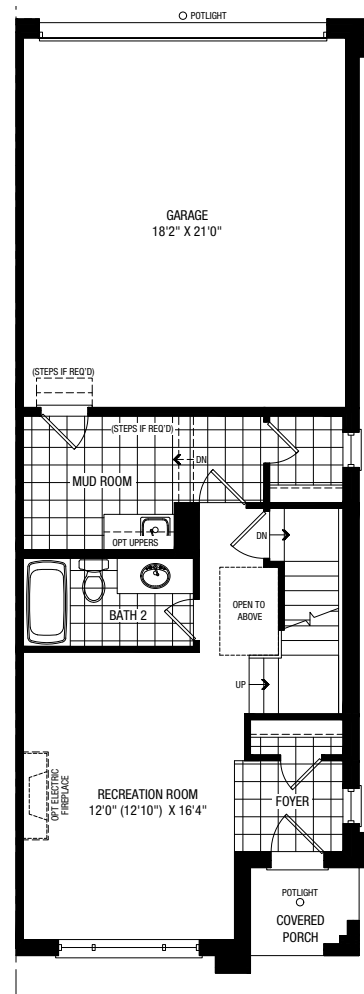 POTLIGHT
GARAGE
18'2" X 21'0"
(STEPS IF REQ'D)
(STEPS IF REQ'D)
DN
MUD ROOM
OPT UPPERS
DN
BATH 2
OPEN TO
ABOVE
UP
OPT ELECTRIC
FIREPLACE
RECREATION ROOM
12'0" (12'10") X 16'4"
FOYER
POTLIGHT
COVERED
PORCH